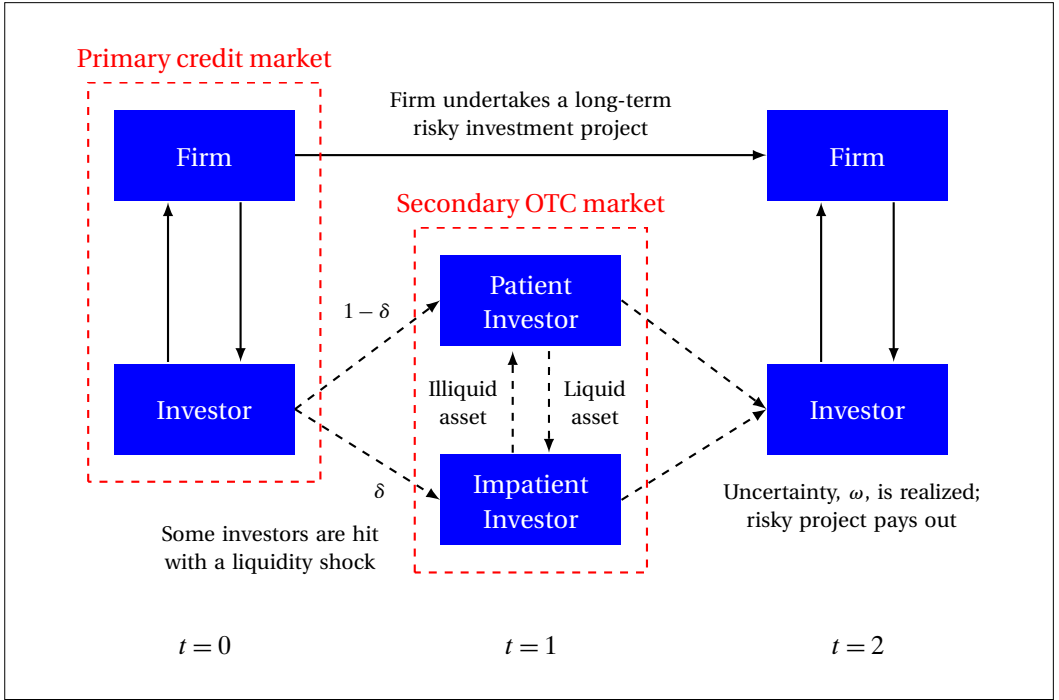 Primary credit market
Firm undertakes a long-term
risky investment project
Firm
Firm
Secondary OTC market
Patient
Investor
1 − δ
Illiquid
asset
Liquid
asset
Investor
Investor
δ
Impatient
Investor
Some investors are hit
with a liquidity shock
Uncertainty, ω, is realized;
risky project pays out
t = 0
t = 1
t = 2